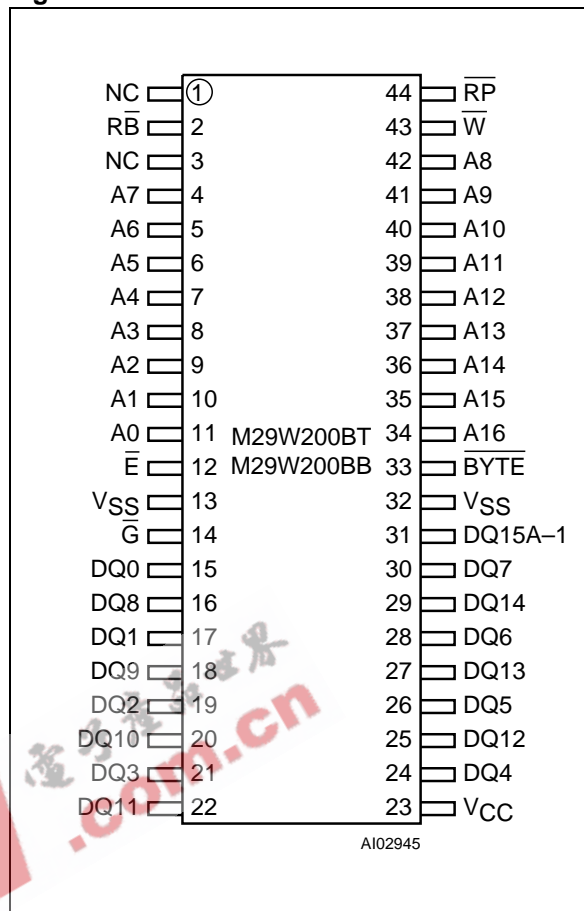 NC 1 44 R̅P̅
RB̅ 2 43 W̅
NC 3 42 A8
A7 4 41 A9
A6 5 40 A10
A5 6 39 A11
A4 7 38 A12
A3 8 37 A13
A2 9 36 A14
A1 10 35 A15
A0 11 M29W200BT 34 A16
E̅ 12 M29W200BB 33 B̅Y̅T̅E̅
VSS 13 32 VSS
G̅ 14 31 DQ15A–1
DQ0 15 30 DQ7
DQ8 16 29 DQ14
DQ1 17 28 DQ6
DQ9 18 27 DQ13
DQ2 19 26 DQ5
DQ10 20 25 DQ12
DQ3 21 24 DQ4
DQ11 22 23 VCC
AI02945
.com.cn